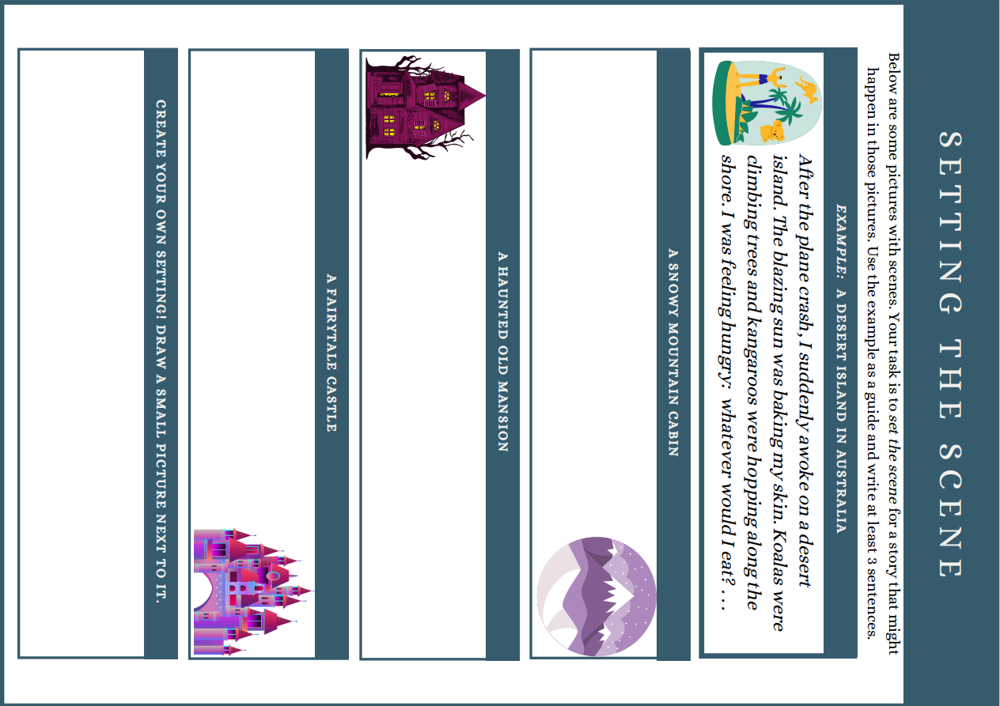 SETTING THE SCENE
Below are some pictures with scenes. Your task is to set the scene for a story that might
happen in those pictures. Use the example as a guide and write at least 3 sentences.
EXAMPLE: A DESERT ISLAND IN AUSTRALIA
After the plane crash, I suddenly awoke on a desert
island. The blazing sun was baking my skin. Koalas were
climbing trees and kangaroos were hopping along the
shore. I was feeling hungry: whatever would I eat? . . .
A SNOWY MOUNTAIN CABIN
A HAUNTED OLD MANSION
A FAIRYTALE CASTLE
CREATE YOUR OWN SETTING! DRAW A SMALL PICTURE NEXT TO IT.